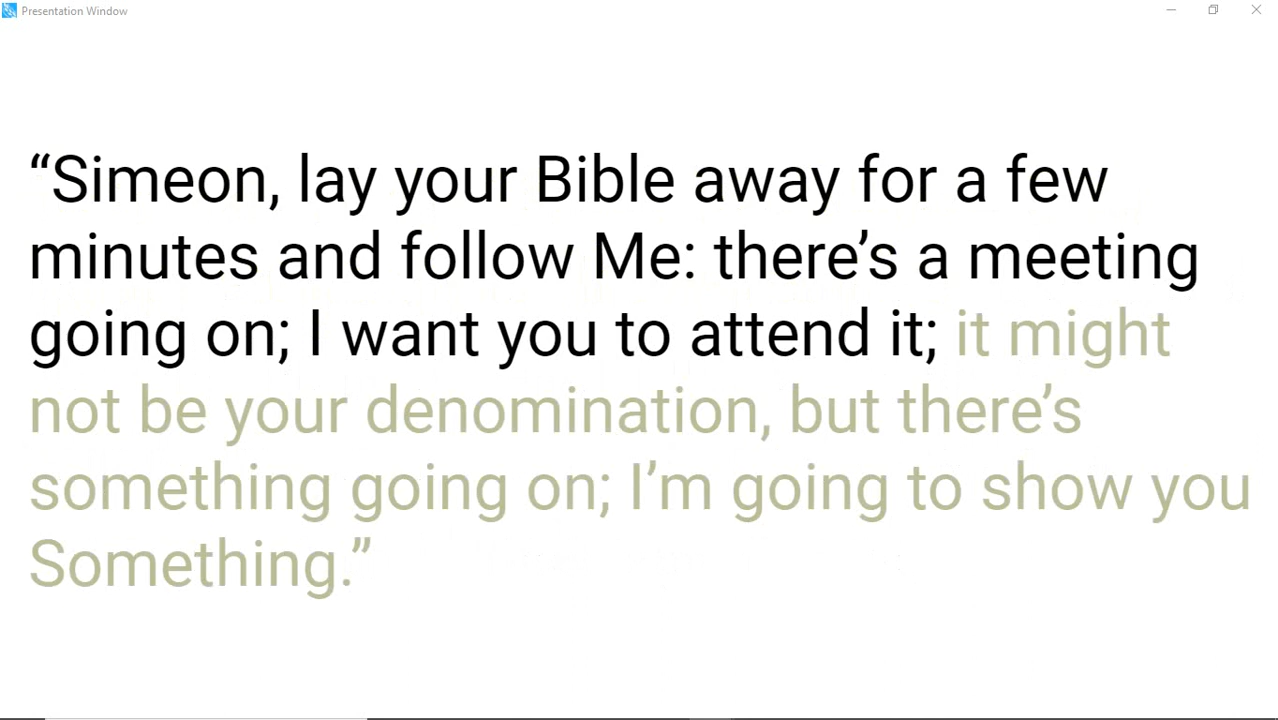 Presentation Window
“Simeon, lay your Bible away for a few
minutes and follow Me: there’s a meeting
going on; I want you to attend it; it might
not be your denomination, but there’s
something going on; I’m going to show you
Something.”